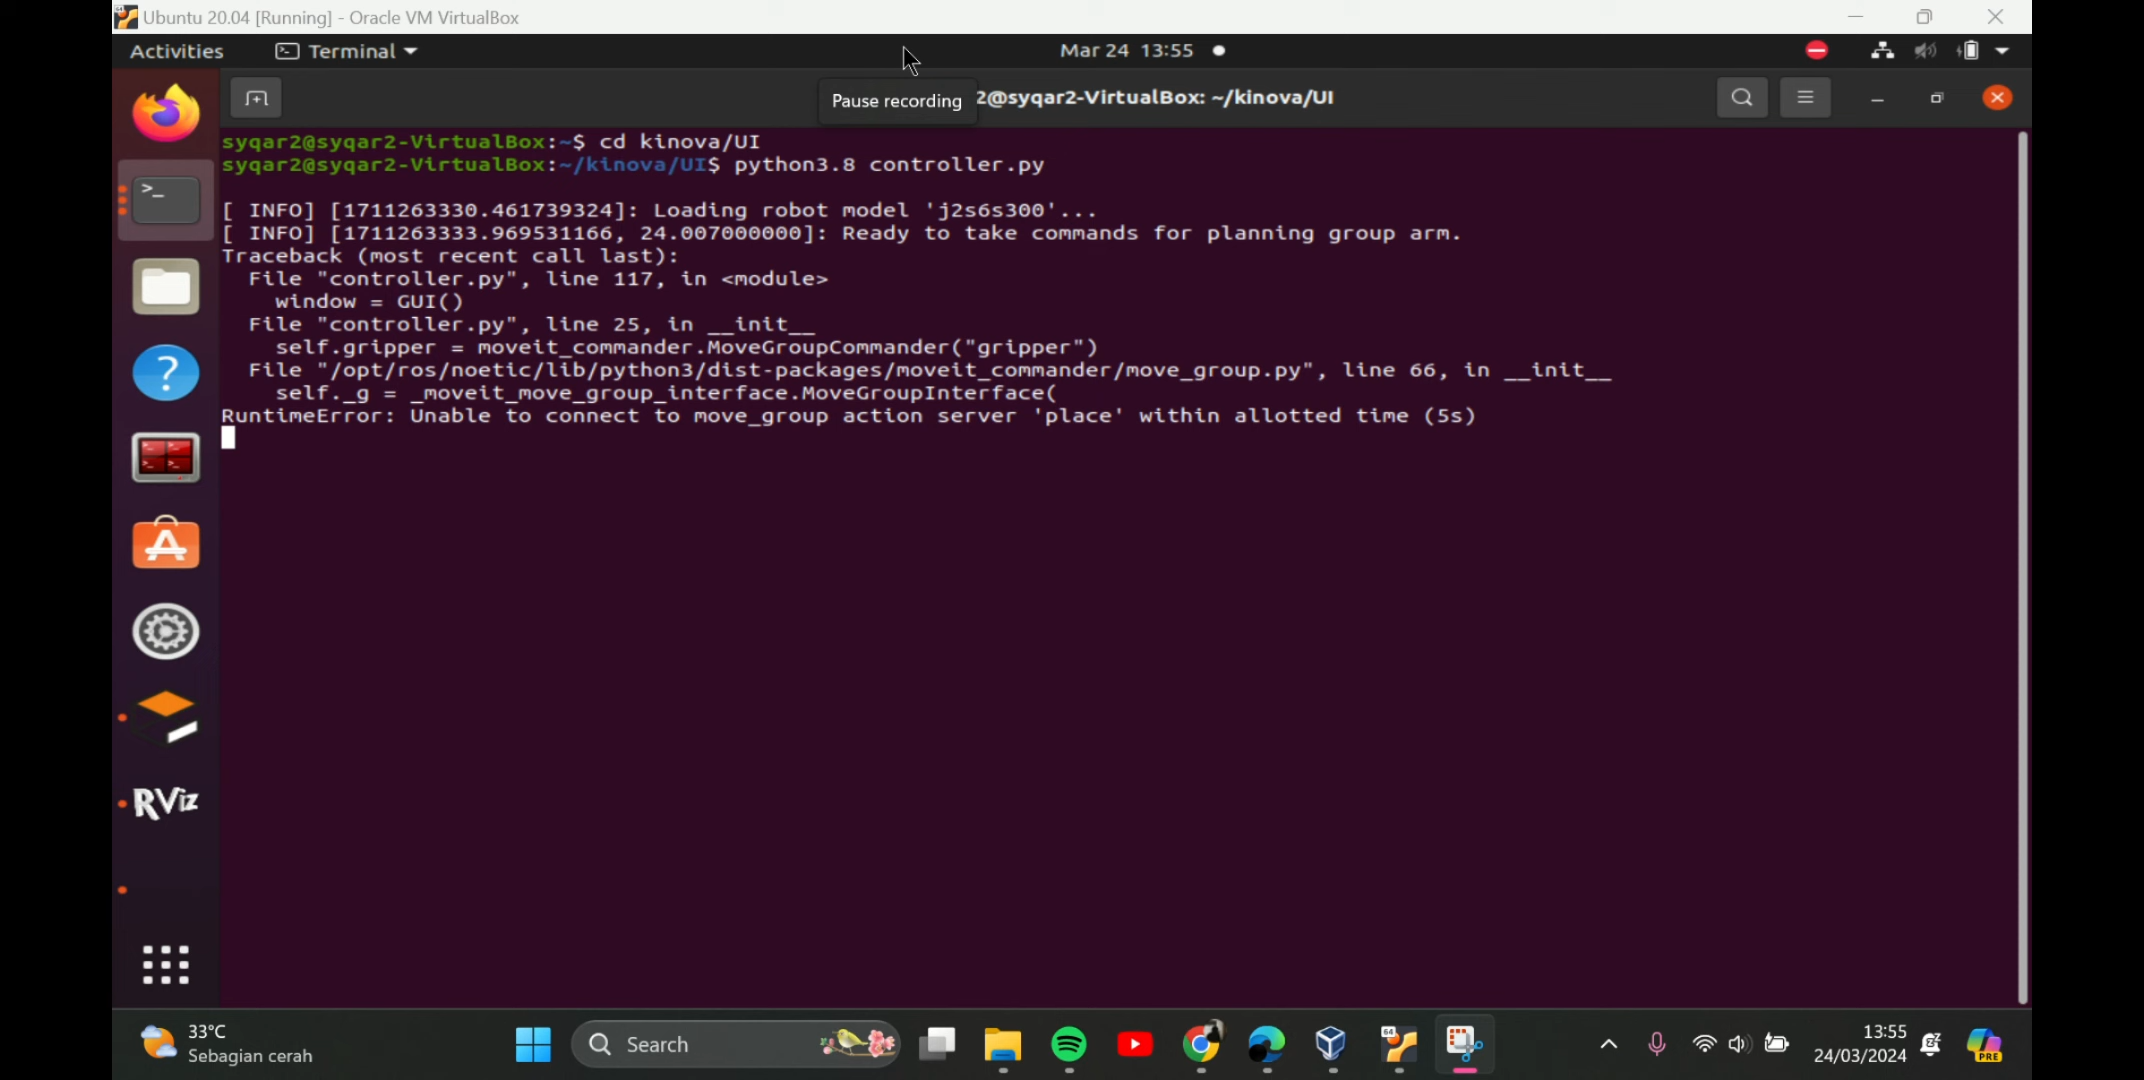 Ubuntu 20.04 [Running] - Oracle VM VirtualBox
Activities
Terminal
Mar 24 13:55
Pause recording
2@syqar2-VirtualBox: ~/kinova/UI
syqar2@syqar2-VirtualBox:~$ cd kinova/UI
syqar2@syqar2-VirtualBox:~/kinova/UI$ python3.8 controller.py
[ INFO] [1711263330.461739324]: Loading robot model 'j2s6s300'...
[ INFO] [1711263333.969531166, 24.007000000]: Ready to take commands for planning group arm.
Traceback (most recent call last):
  File "controller.py", line 117, in <module>
    window = GUI()
  File "controller.py", line 25, in __init__
    self.gripper = moveit_commander.MoveGroupCommander("gripper")
  File "/opt/ros/noetic/lib/python3/dist-packages/moveit_commander/move_group.py", line 66, in __init__
    self._g = _moveit_move_group_interface.MoveGroupInterface(
RuntimeError: Unable to connect to move_group action server 'place' within allotted time (5s)
RViz
33°C
Sebagian cerah
Search
64
13:55
24/03/2024
PRE